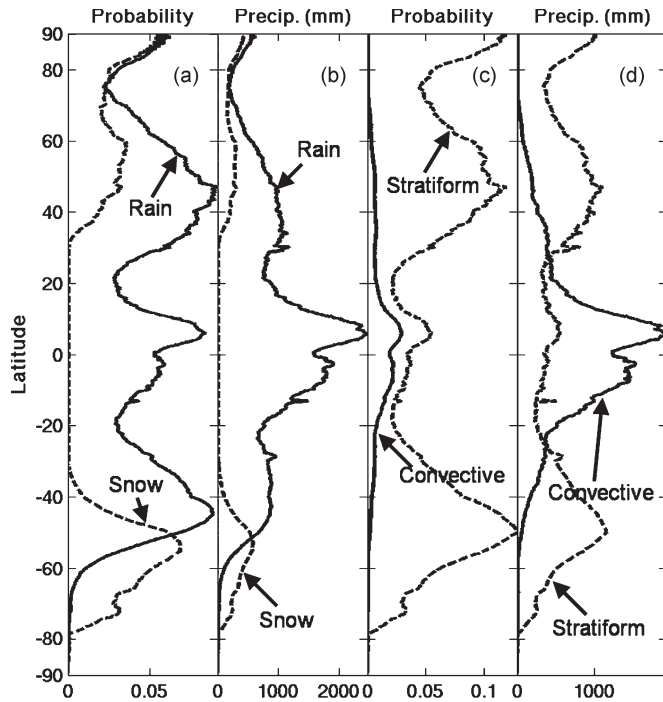 Probability Precip. (mm) Probability Precip. (mm)
90
80
60
40
20
0
-20
-40
-60
-80
-90
Latitude
(a) (b) (c) (d)
Rain
Rain
Stratiform
Snow
Snow
Convective
Convective
Stratiform
0 0.05 0 1000 2000 0 0.05 0.1 0 1000